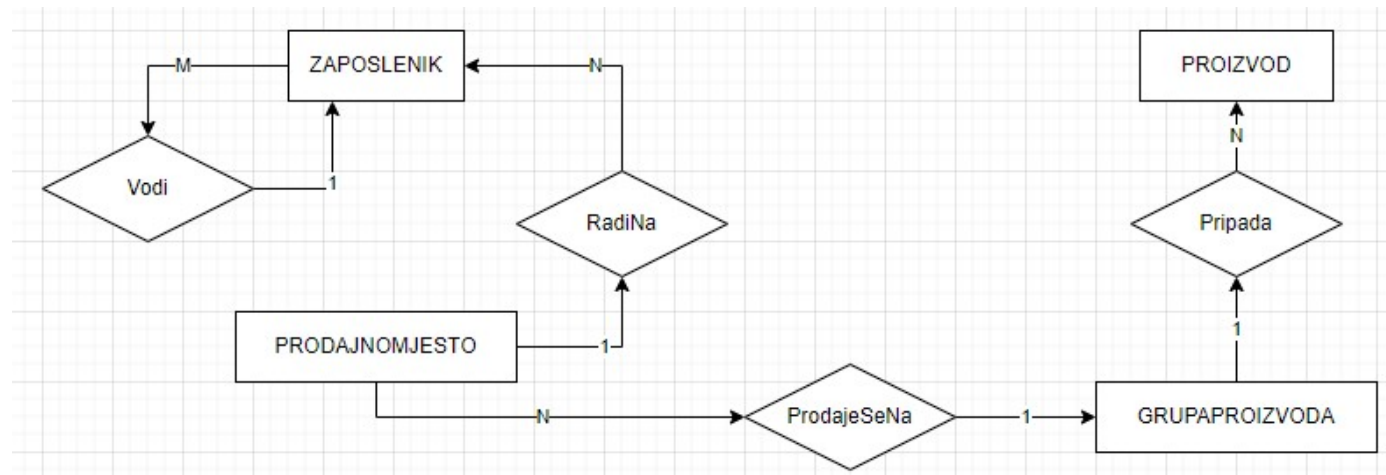 ZAPOSLENIK
M
N
PROIZVOD
N
Vodi
1
RadiNa
Pripada
PRODAJNOMJESTO
1
1
N
ProdajeSeNa
1
GRUPAPROIZVODA